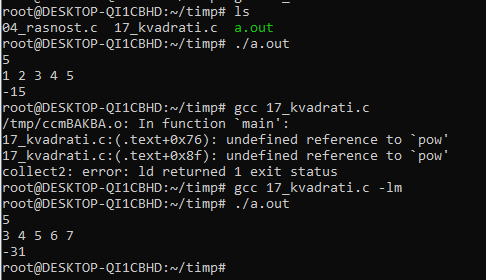 root@DESKTOP-QI1CBHD:~/timp# ls
04_rasnost.c  17_kvadrati.c  a.out
root@DESKTOP-QI1CBHD:~/timp# ./a.out
5
1 2 3 4 5
-15
root@DESKTOP-QI1CBHD:~/timp# gcc 17_kvadrati.c
/tmp/ccmBAKBA.o: In function `main':
17_kvadrati.c:(.text+0x76): undefined reference to `pow'
17_kvadrati.c:(.text+0x8f): undefined reference to `pow'
collect2: error: ld returned 1 exit status
root@DESKTOP-QI1CBHD:~/timp# gcc 17_kvadrati.c -lm
root@DESKTOP-QI1CBHD:~/timp# ./a.out
5
3 4 5 6 7
-31
root@DESKTOP-QI1CBHD:~/timp#